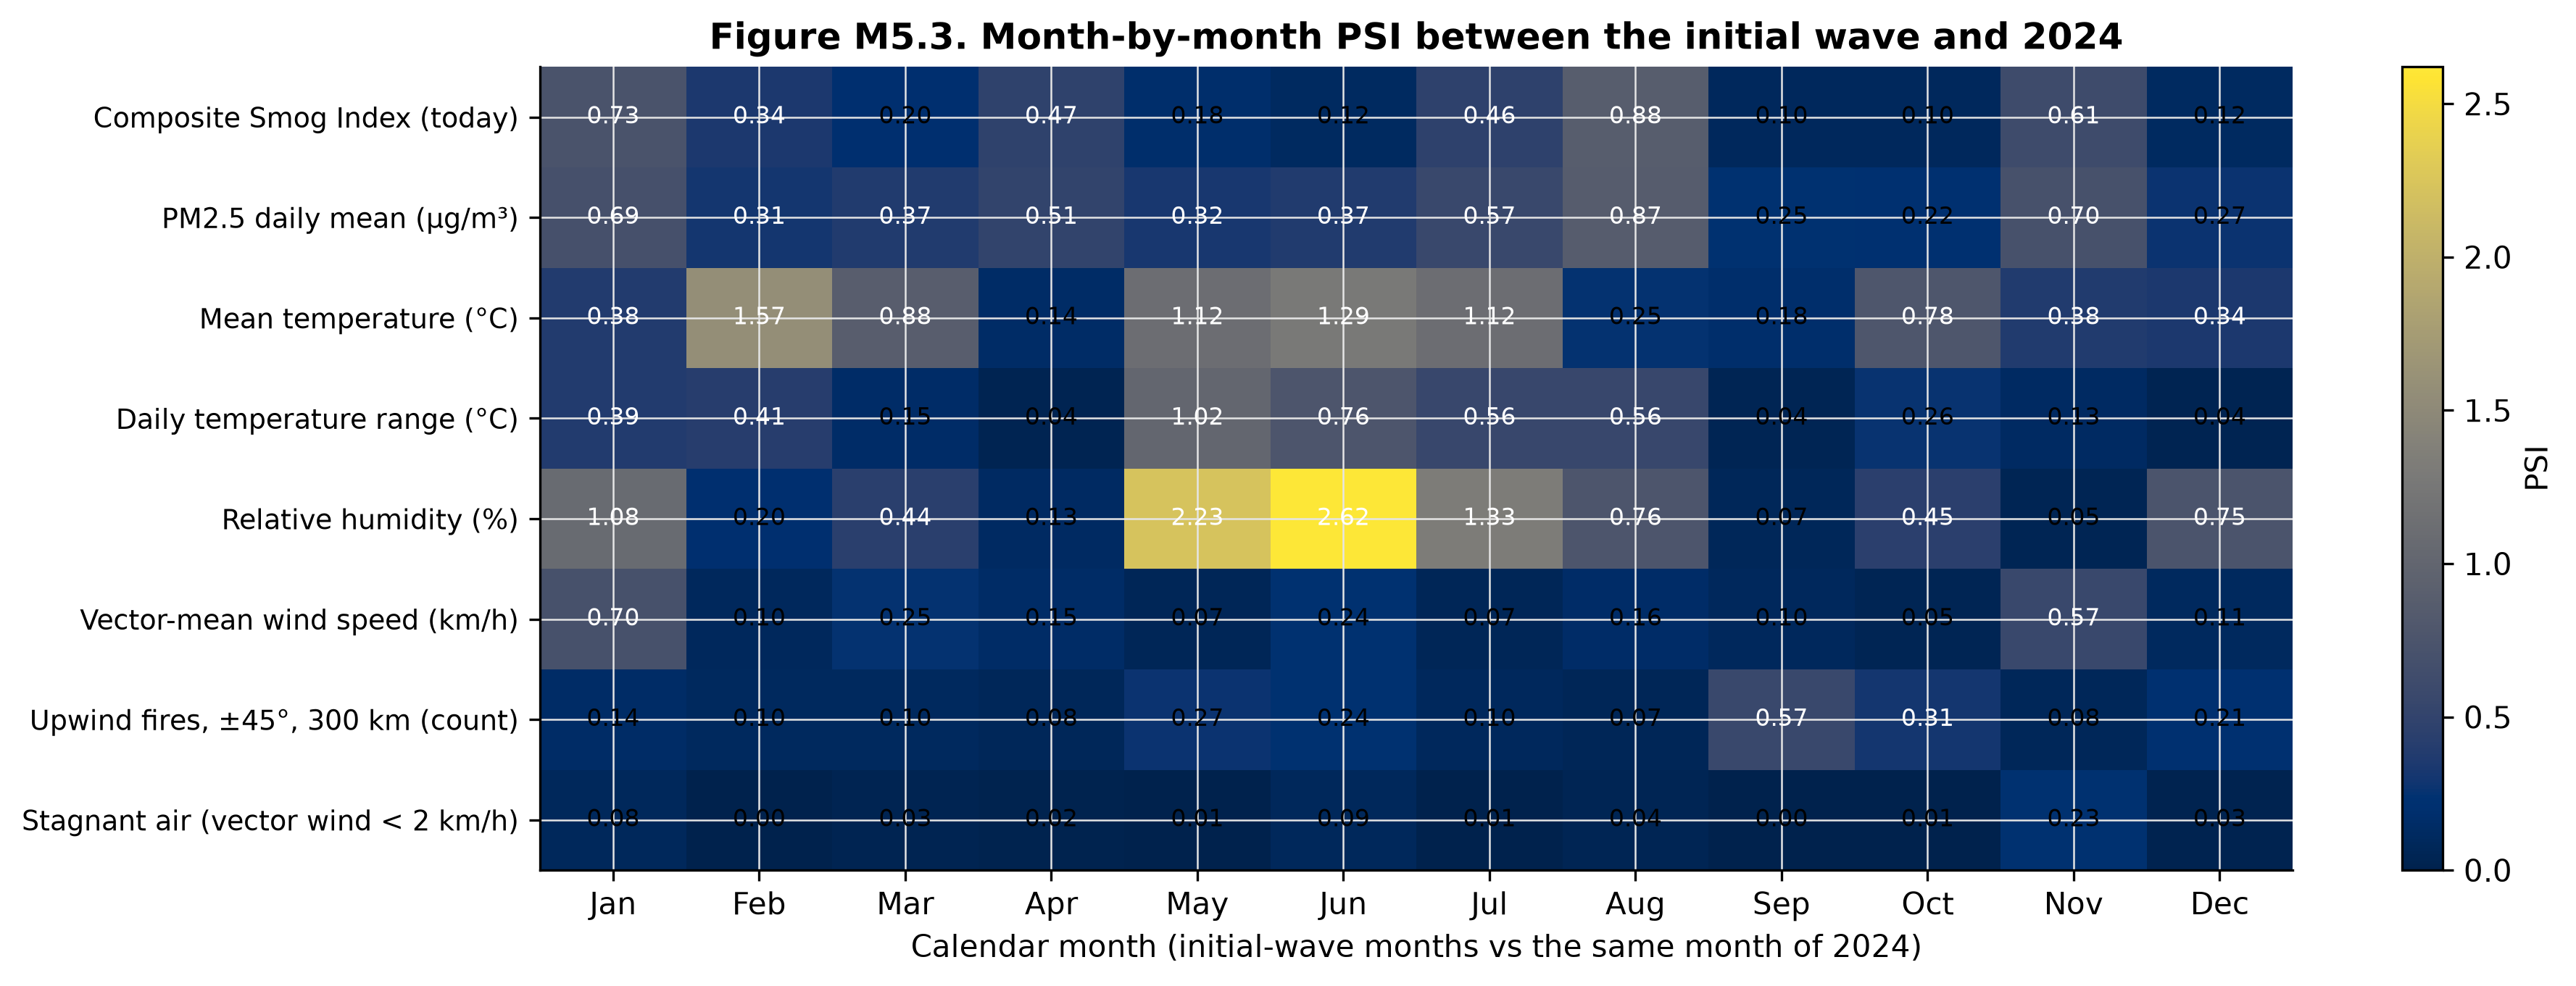 Figure M5.3. Month-by-month PSI between the initial wave and 2024
Composite Smog Index (today) 0.73 0.34 0.20 0.47 0.18 0.12 0.46 0.88 0.10 0.10 0.61 0.12
PM2.5 daily mean (µg/m³) 0.69 0.31 0.37 0.51 0.32 0.37 0.57 0.87 0.25 0.22 0.70 0.27
Mean temperature (°C) 0.38 1.57 0.88 0.14 1.12 1.29 1.12 0.25 0.18 0.78 0.38 0.34
Daily temperature range (°C) 0.39 0.41 0.15 0.04 1.02 0.76 0.56 0.56 0.04 0.26 0.13 0.04
Relative humidity (%) 1.08 0.20 0.44 0.13 2.23 2.62 1.33 0.76 0.07 0.45 0.05 0.75
Vector-mean wind speed (km/h) 0.70 0.10 0.25 0.15 0.07 0.24 0.07 0.16 0.10 0.05 0.57 0.11
Upwind fires, ±45°, 300 km (count) 0.14 0.10 0.10 0.08 0.27 0.24 0.10 0.07 0.57 0.31 0.08 0.21
Stagnant air (vector wind < 2 km/h) 0.08 0.00 0.03 0.02 0.01 0.09 0.01 0.04 0.00 0.01 0.23 0.03
Jan Feb Mar Apr May Jun Jul Aug Sep Oct Nov Dec
Calendar month (initial-wave months vs the same month of 2024)
2.5
2.0
1.5
1.0
0.5
0.0
PSI